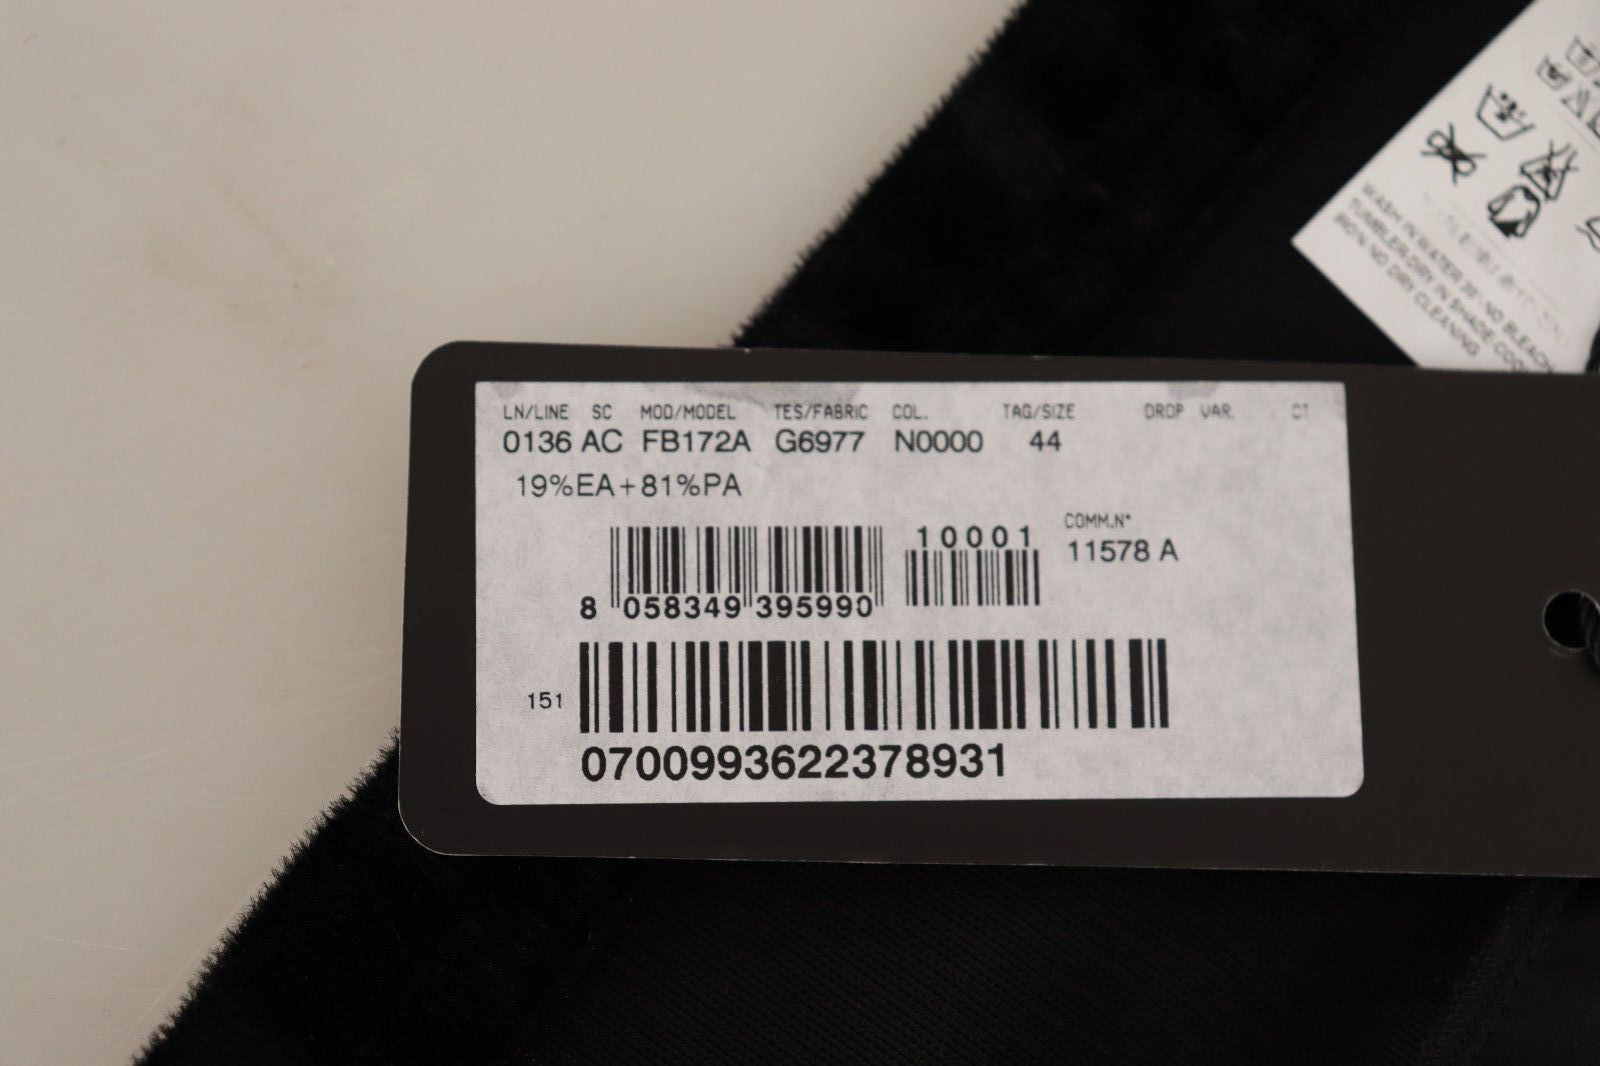 LN/LINE SC MOD/MODEL TES/FABRIC COL. TAG/SIZE DROP VAR. CT
0136 AC FB172A G6977 N0000 44
19%EA+81%PA
10001
COMM.N°
11578 A
8 058349 395990
151
0700993622378931
WASH IN WATER 30° NO BLEACH
TUMBLER DRY IN SHADE COOL
IRON NO DRY CLEANING